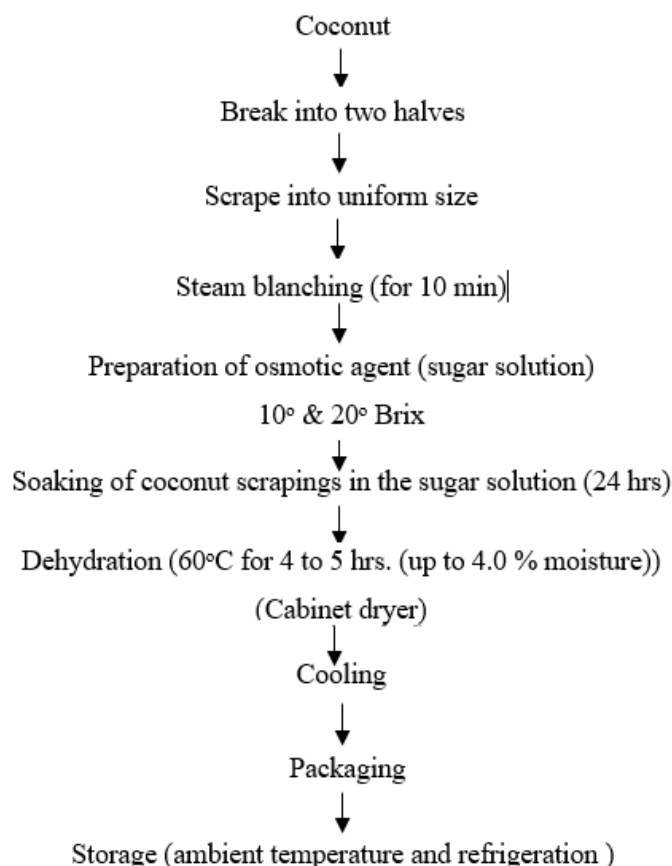 Coconut
Break into two halves
Scrape into uniform size
Steam blanching (for 10 min)
Preparation of osmotic agent (sugar solution)
10° & 20° Brix
Soaking of coconut scrapings in the sugar solution (24 hrs)
Dehydration (60°C for 4 to 5 hrs. (up to 4.0 % moisture))
(Cabinet dryer)
Cooling
Packaging
Storage (ambient temperature and refrigeration )